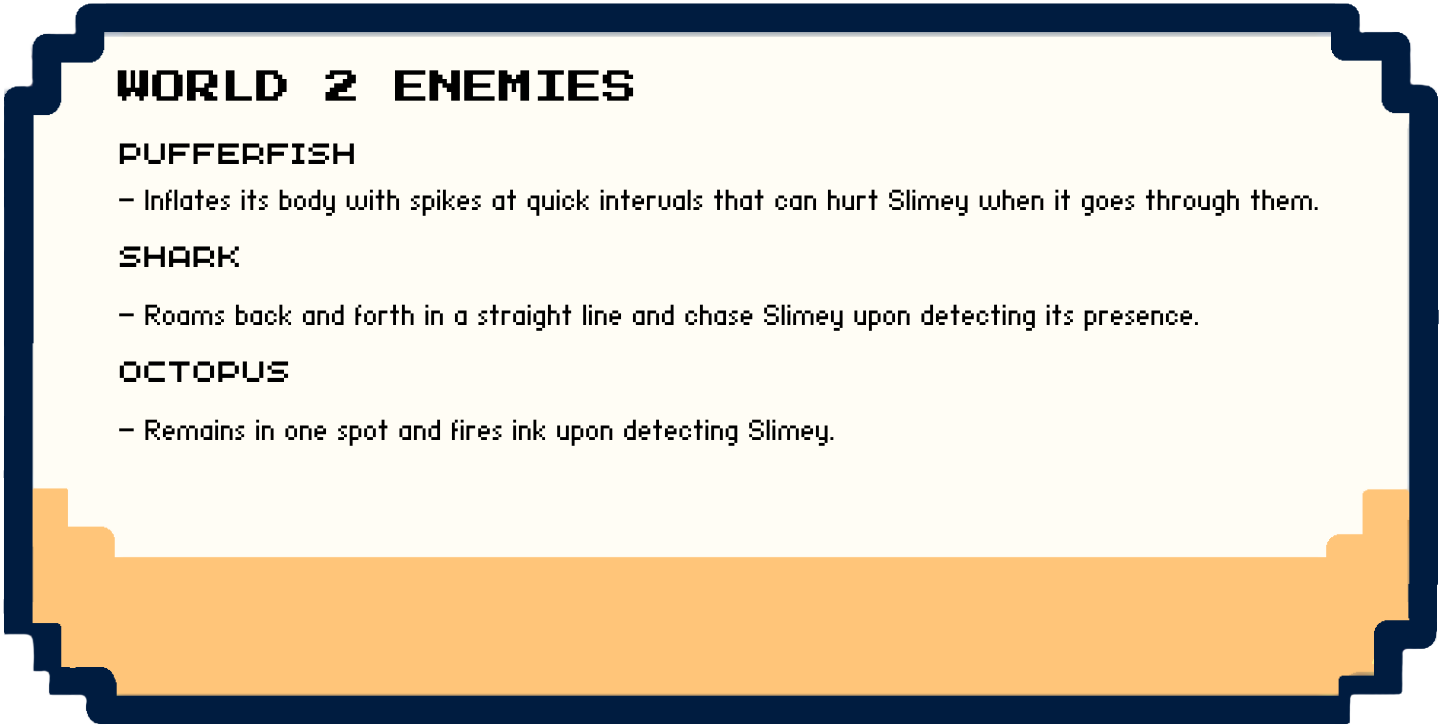 WORLD 2 ENEMIES
PUFFERFISH
– Inflates its body with spikes at quick intervals that can hurt Slimey when it goes through them.
SHARK
– Roams back and forth in a straight line and chase Slimey upon detecting its presence.
OCTOPUS
– Remains in one spot and fires ink upon detecting Slimey.